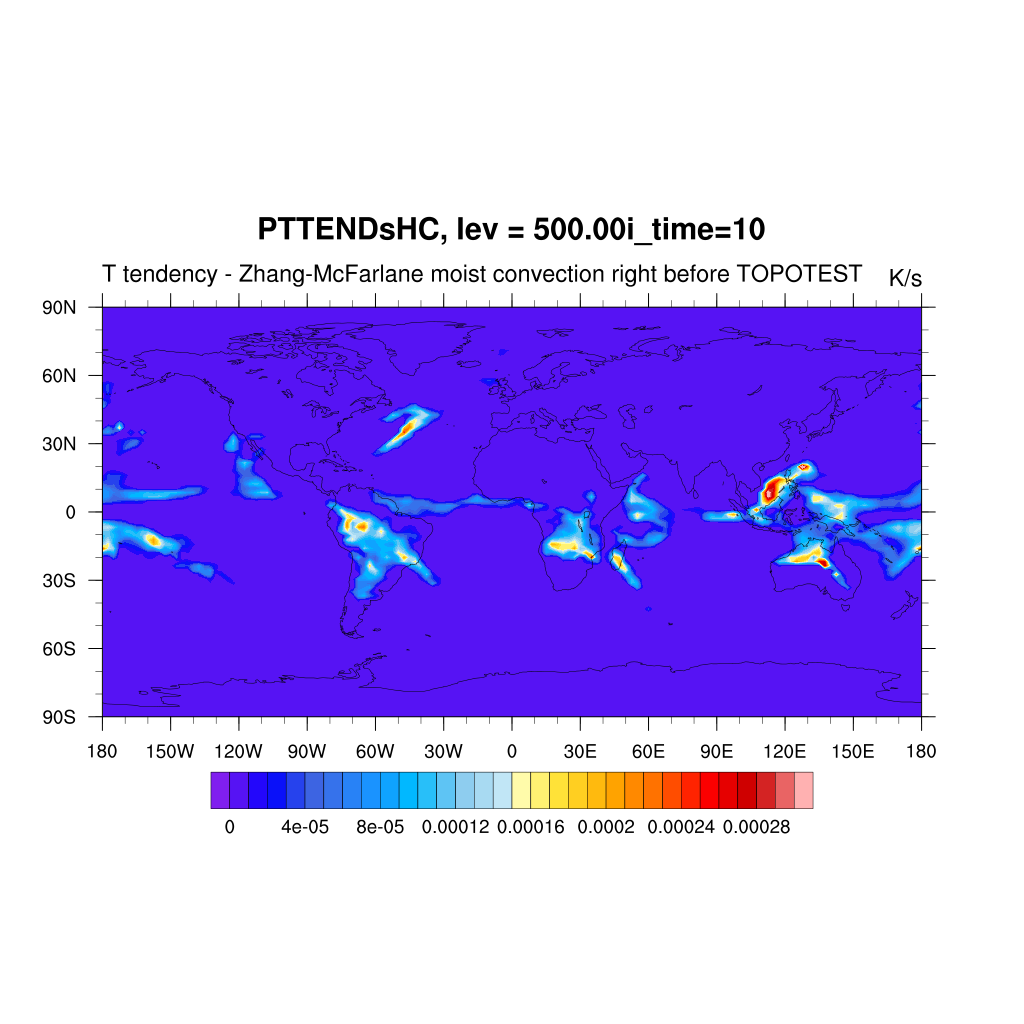 PTTENDsHC, lev = 500.00i_time=10
T tendency - Zhang-McFarlane moist convection right before TOPOTEST K/s
90N
60N
30N
0
30S
60S
90S
180 150W 120W 90W 60W 30W 0 30E 60E 90E 120E 150E 180
0 4e-05 8e-05 0.00012 0.00016 0.0002 0.00024 0.00028